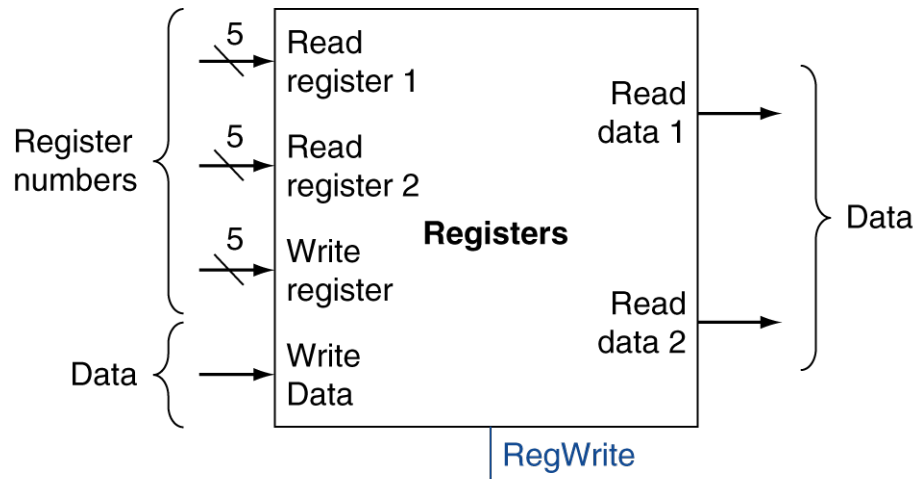 Register
numbers
Data
5
Read
register 1
5
Read
register 2
5
Write
register
Write
Data
Registers
Read
data 1
Read
data 2
Data
RegWrite